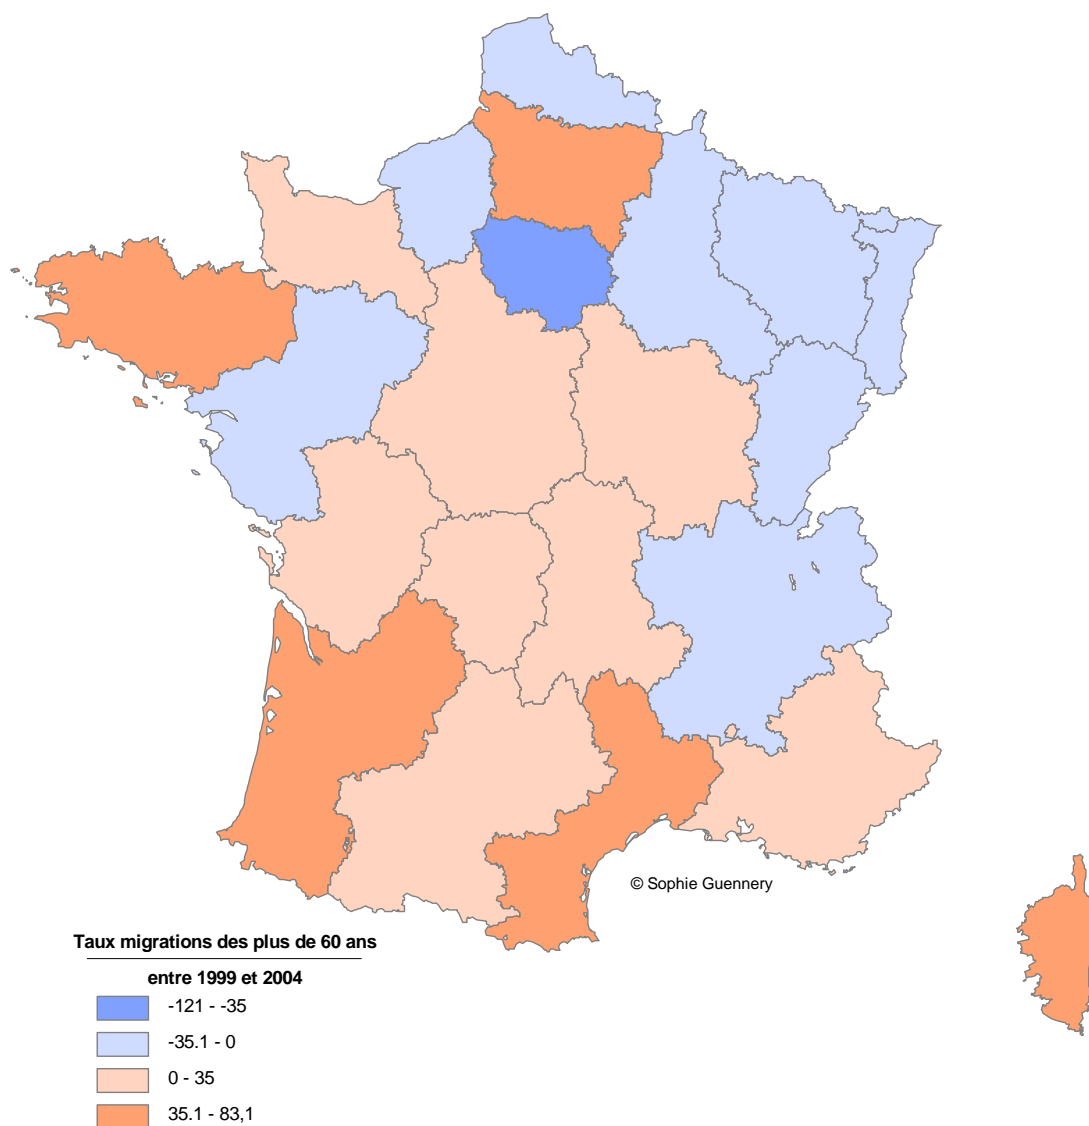 © Sophie Guennery
Taux migrations des plus de 60 ans
entre 1999 et 2004
-121 - -35
-35.1 - 0
0 - 35
35.1 - 83,1